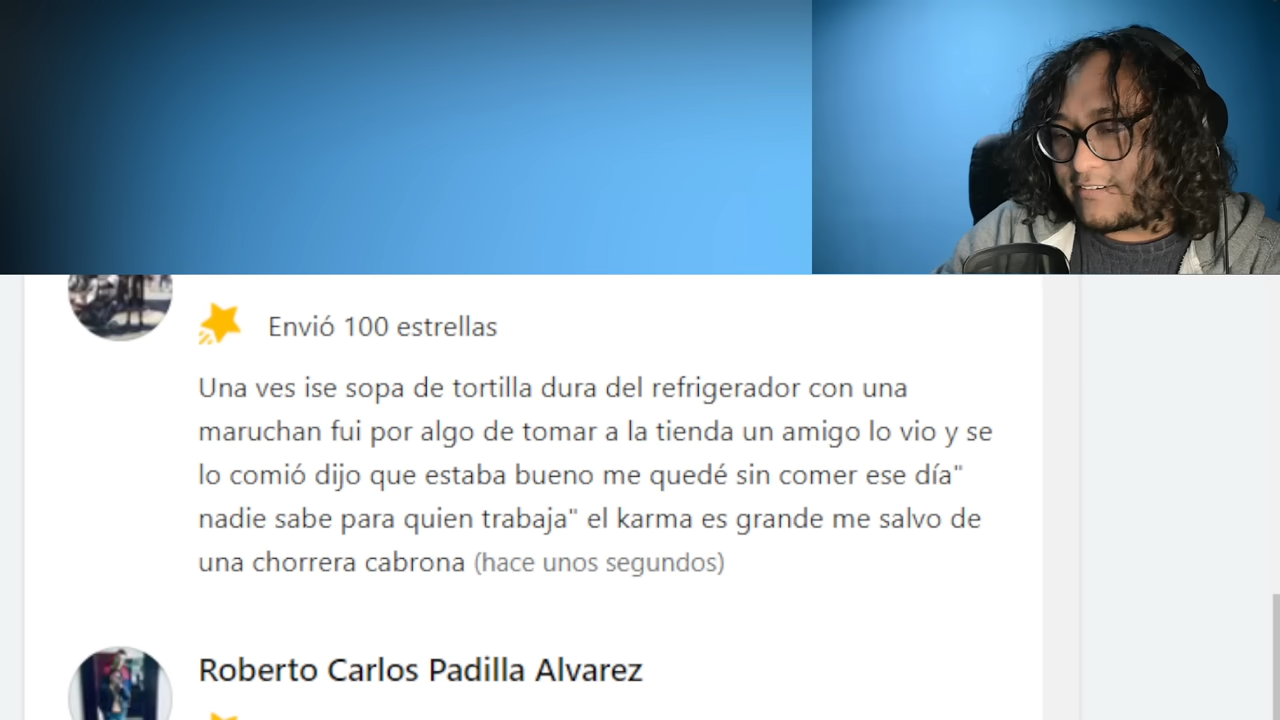 Envió 100 estrellas
Una ves ise sopa de tortilla dura del refrigerador con una
maruchan fui por algo de tomar a la tienda un amigo lo vio y se
lo comió dijo que estaba bueno me quedé sin comer ese día"
nadie sabe para quien trabaja" el karma es grande me salvo de
una chorrera cabrona (hace unos segundos)
Roberto Carlos Padilla Alvarez